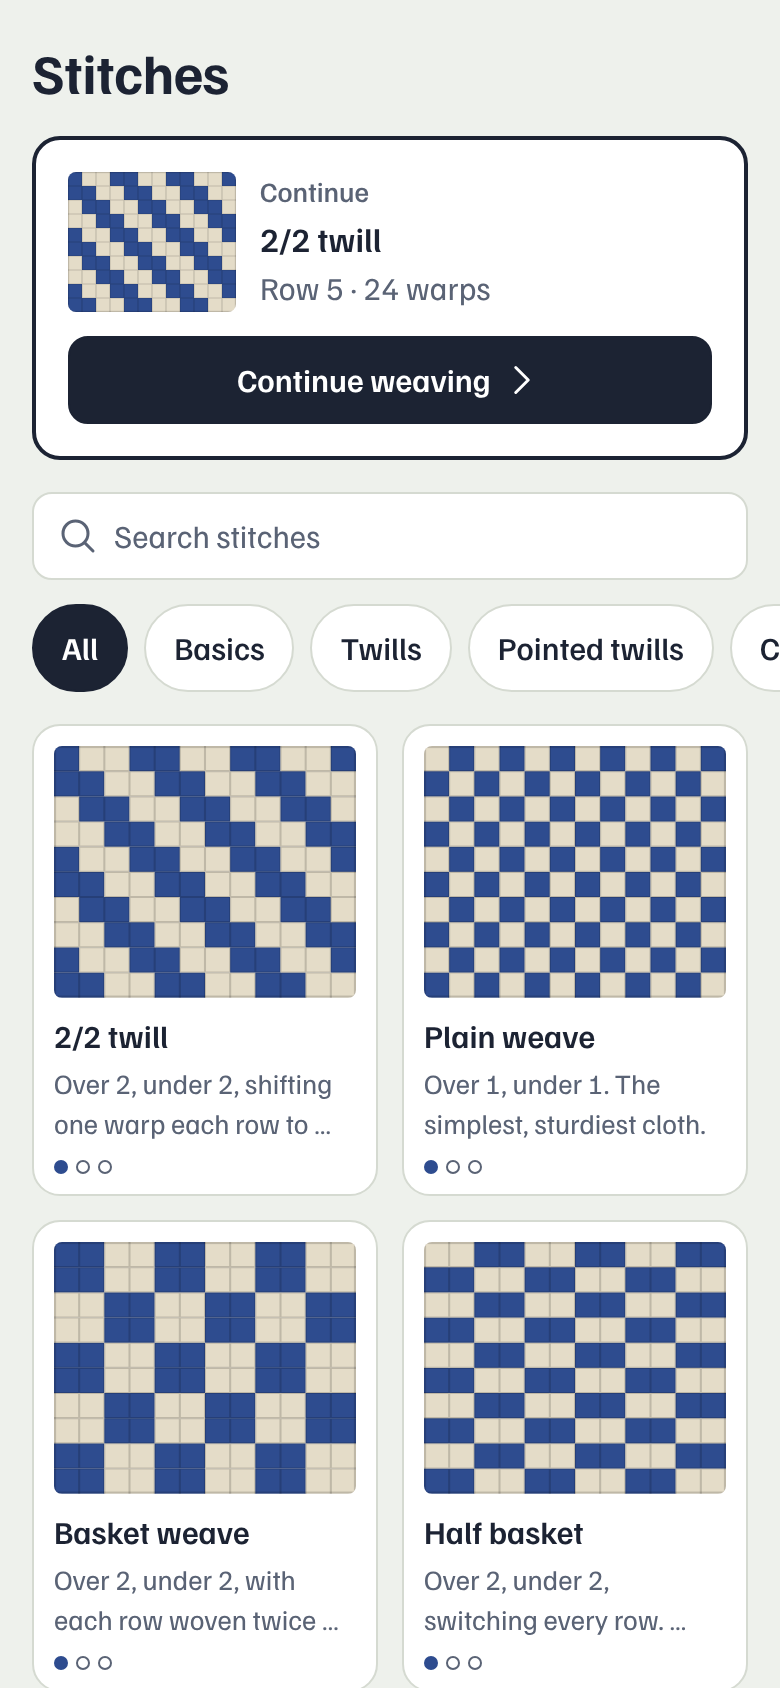 Stitches
Continue
2/2 twill
Row 5 · 24 warps
Continue weaving
Search stitches
All
Basics
Twills
Pointed twills
C
2/2 twill
Over 2, under 2, shifting
one warp each row to ...
Plain weave
Over 1, under 1. The
simplest, sturdiest cloth.
Basket weave
Over 2, under 2, with
each row woven twice ...
Half basket
Over 2, under 2,
switching every row. ...